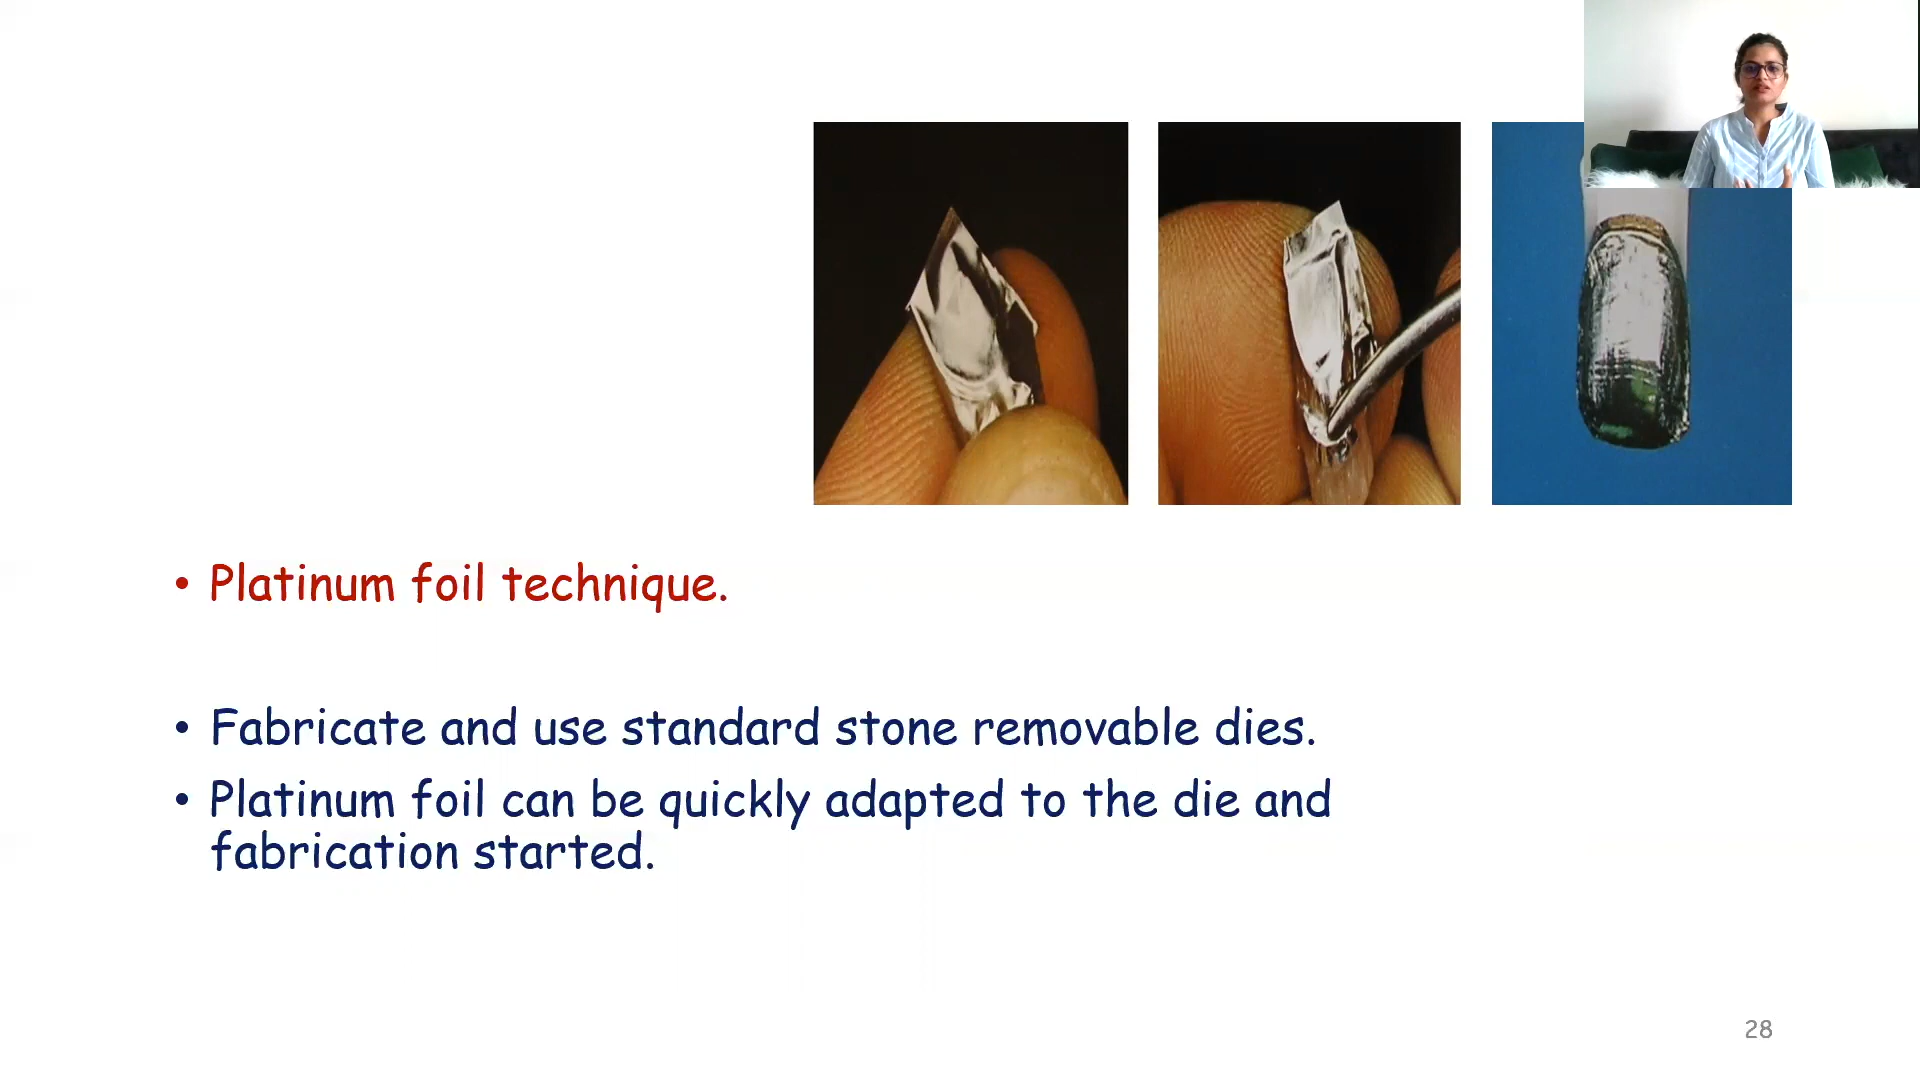 • Platinum foil technique.
• Fabricate and use standard stone removable dies.
• Platinum foil can be quickly adapted to the die and
fabrication started.
28